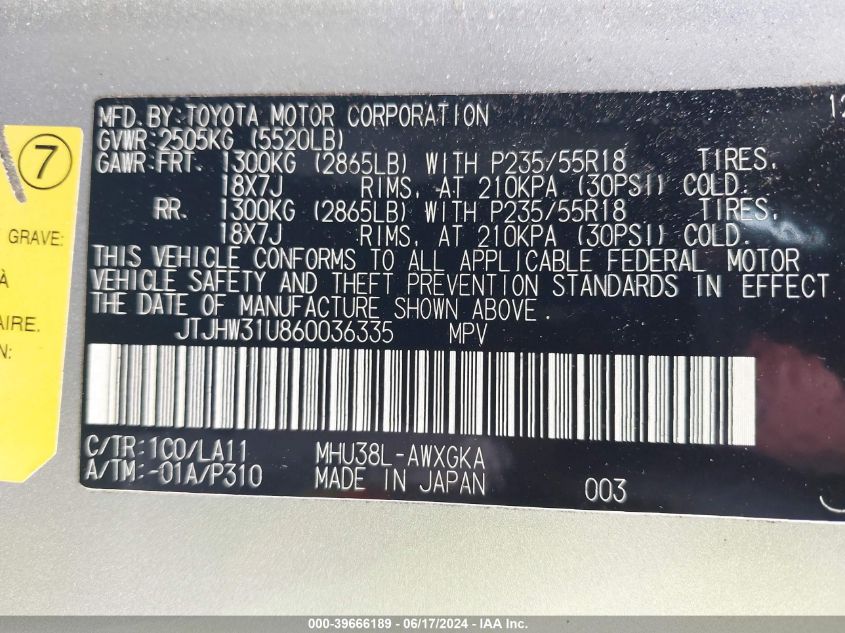 MFD. BY: TOYOTA MOTOR CORPORATION 12
GVWR: 2505KG (5520LB)
GAWR: FRT. 1300KG (2865LB) WITH P235/55R18 TIRES,
18X7J RIMS, AT 210KPA (30PSI) COLD.
RR. 1300KG (2865LB) WITH P235/55R18 TIRES,
18X7J RIMS, AT 210KPA (30PSI) COLD.
THIS VEHICLE CONFORMS TO ALL APPLICABLE FEDERAL MOTOR
VEHICLE SAFETY AND THEFT PREVENTION STANDARDS IN EFFECT
THE DATE OF MANUFACTURE SHOWN ABOVE.
JTJHW31U860036335 MPV
C/TR: 1C0/LA11 MHU38L-AWXGKA
A/TM: -01A/P310 MADE IN JAPAN 003
7
GRAVE:
À
AIRE,
N:
000-39666189 - 06/17/2024 - IAA Inc.